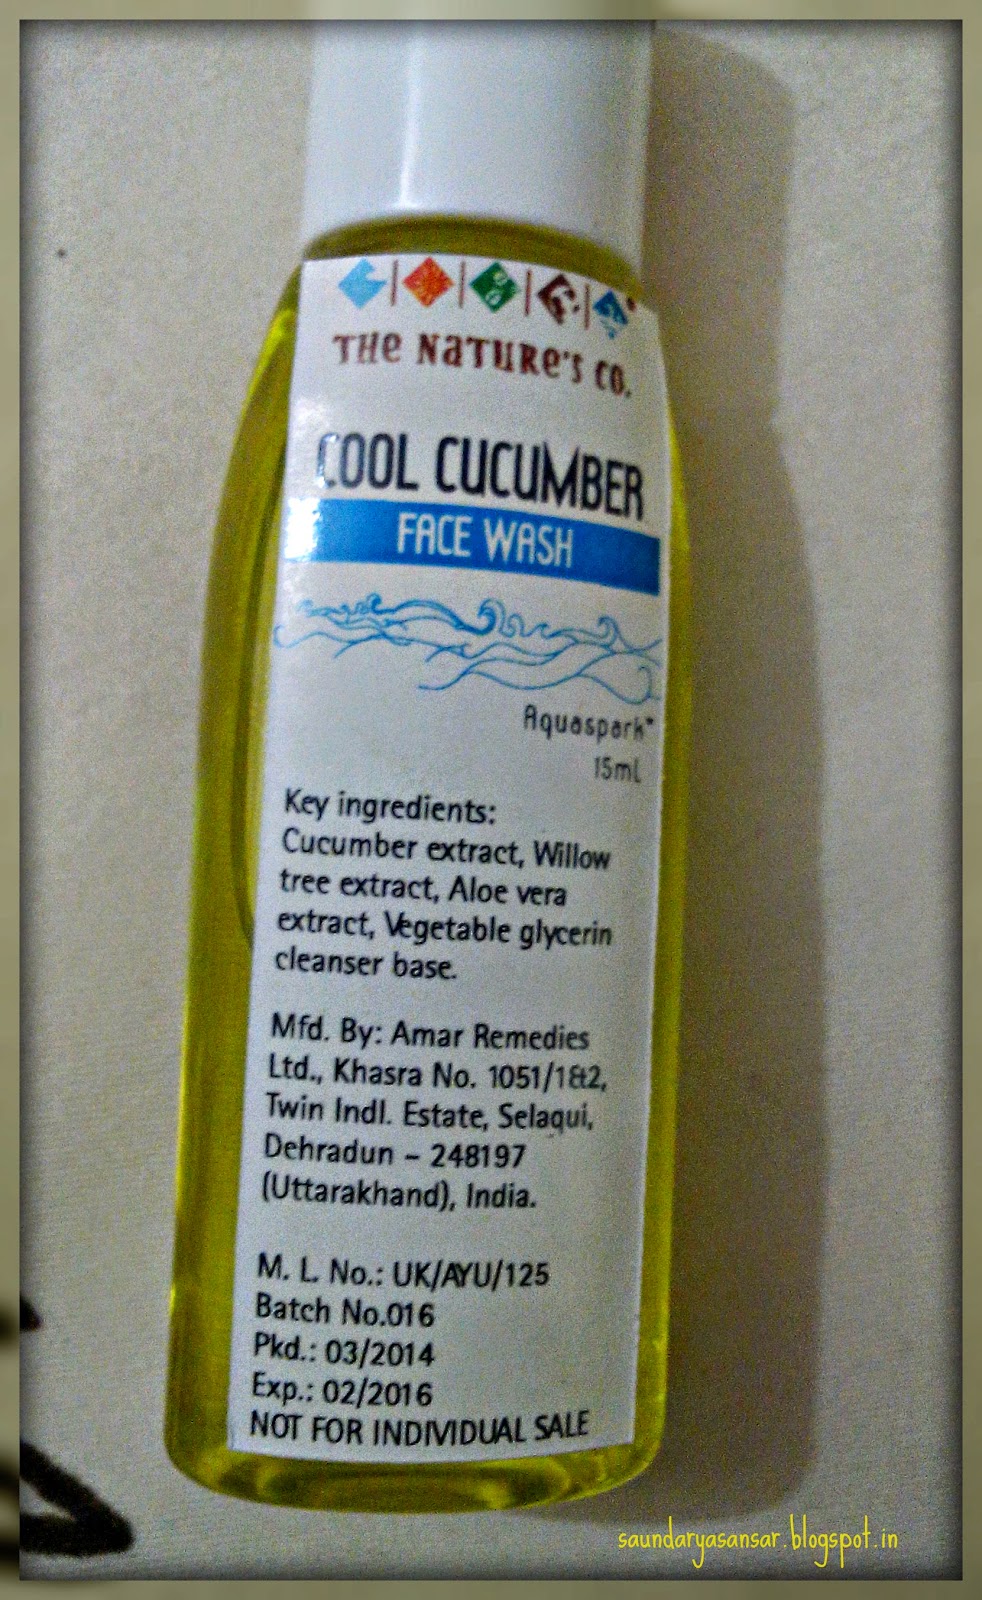 THE NATURE'S CO.
COOL CUCUMBER
FACE WASH
Aquaspark™
15ml
Key ingredients:
Cucumber extract, Willow
tree extract, Aloe vera
extract, Vegetable glycerin
cleanser base.
Mfd. By: Amar Remedies
Ltd., Khasra No. 1051/1&2,
Twin Indl. Estate, Selaqui,
Dehradun – 248197
(Uttarakhand), India.
M. L. No.: UK/AYU/125
Batch No.016
Pkd.: 03/2014
Exp.: 02/2016
NOT FOR INDIVIDUAL SALE
saundaryasansar.blogspot.in